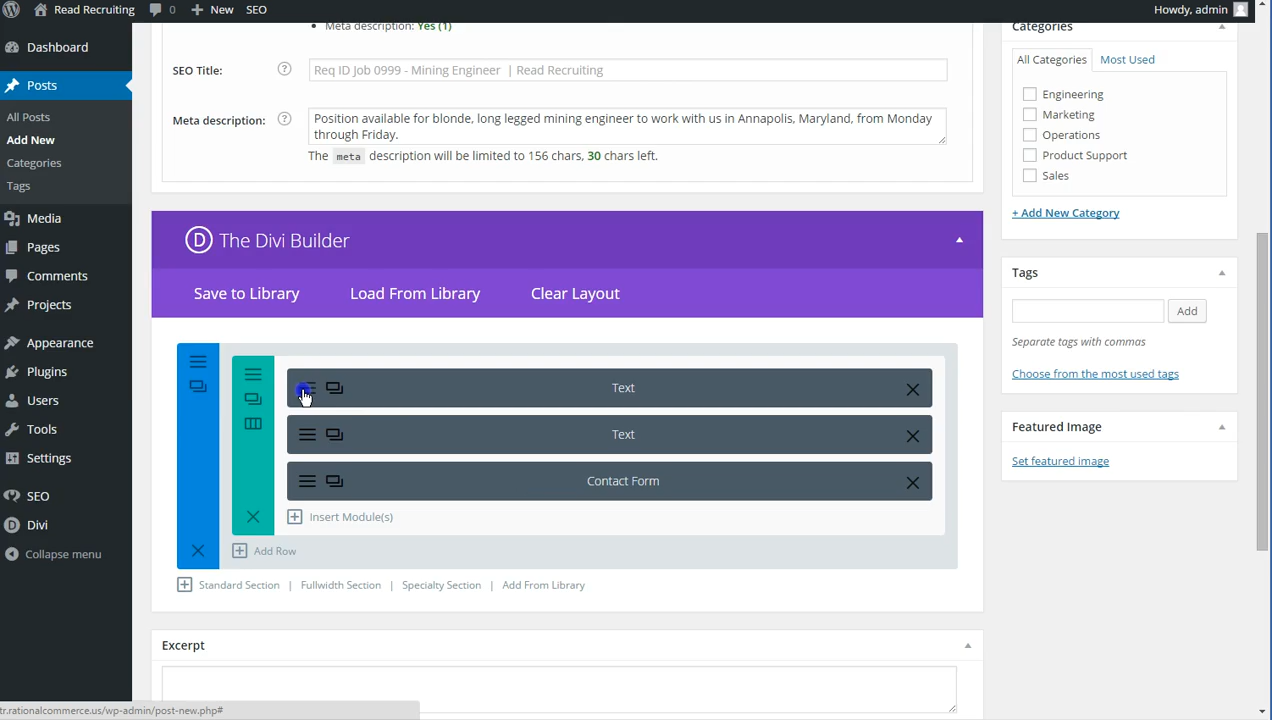 Read Recruiting
0
New
SEO
Howdy, admin
Dashboard
Posts
All Posts
Add New
Categories
Tags
Media
Pages
Comments
Projects
Appearance
Plugins
Users
Tools
Settings
SEO
Divi
Collapse menu
Meta description: Yes (1)
SEO Title:
?
Req ID Job 0999 - Mining Engineer | Read Recruiting
Meta description:
?
Position available for blonde, long legged mining engineer to work with us in Annapolis, Maryland, from Monday
through Friday.
The meta description will be limited to 156 chars, 30 chars left.
D The Divi Builder
Save to Library Load From Library Clear Layout
Text
Text
Contact Form
Insert Module(s)
Add Row
Standard Section | Fullwidth Section | Specialty Section | Add From Library
Excerpt
Categories
All Categories Most Used
Engineering
Marketing
Operations
Product Support
Sales
+ Add New Category
Tags
Add
Separate tags with commas
Choose from the most used tags
Featured Image
Set featured image
tr.rationalcommerce.us/wp-admin/post-new.php#